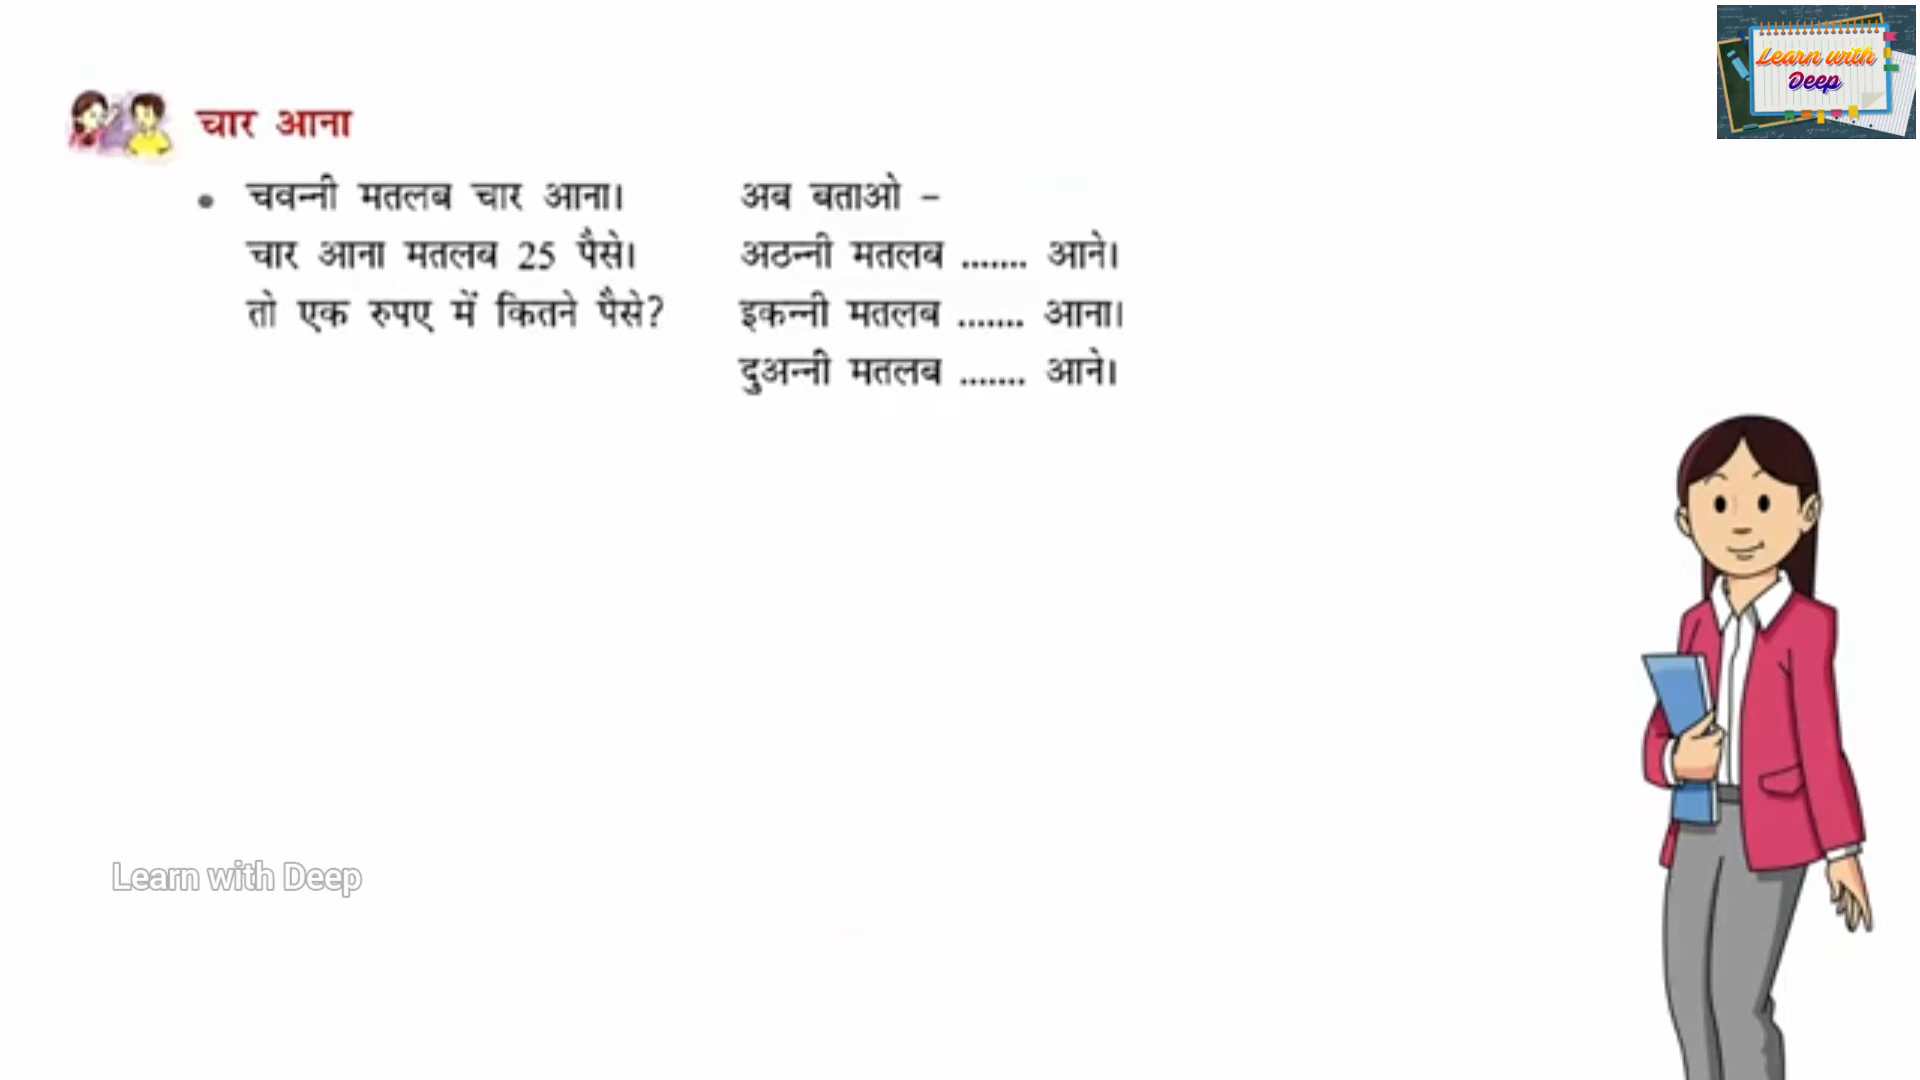 Learn with
Deep
चार आना
• चवन्नी मतलब चार आना।
चार आना मतलब 25 पैसे।
तो एक रुपए में कितने पैसे?
अब बताओ –
अठन्नी मतलब ....... आने।
इकन्नी मतलब ....... आना।
दुअन्नी मतलब ....... आने।
Learn with Deep